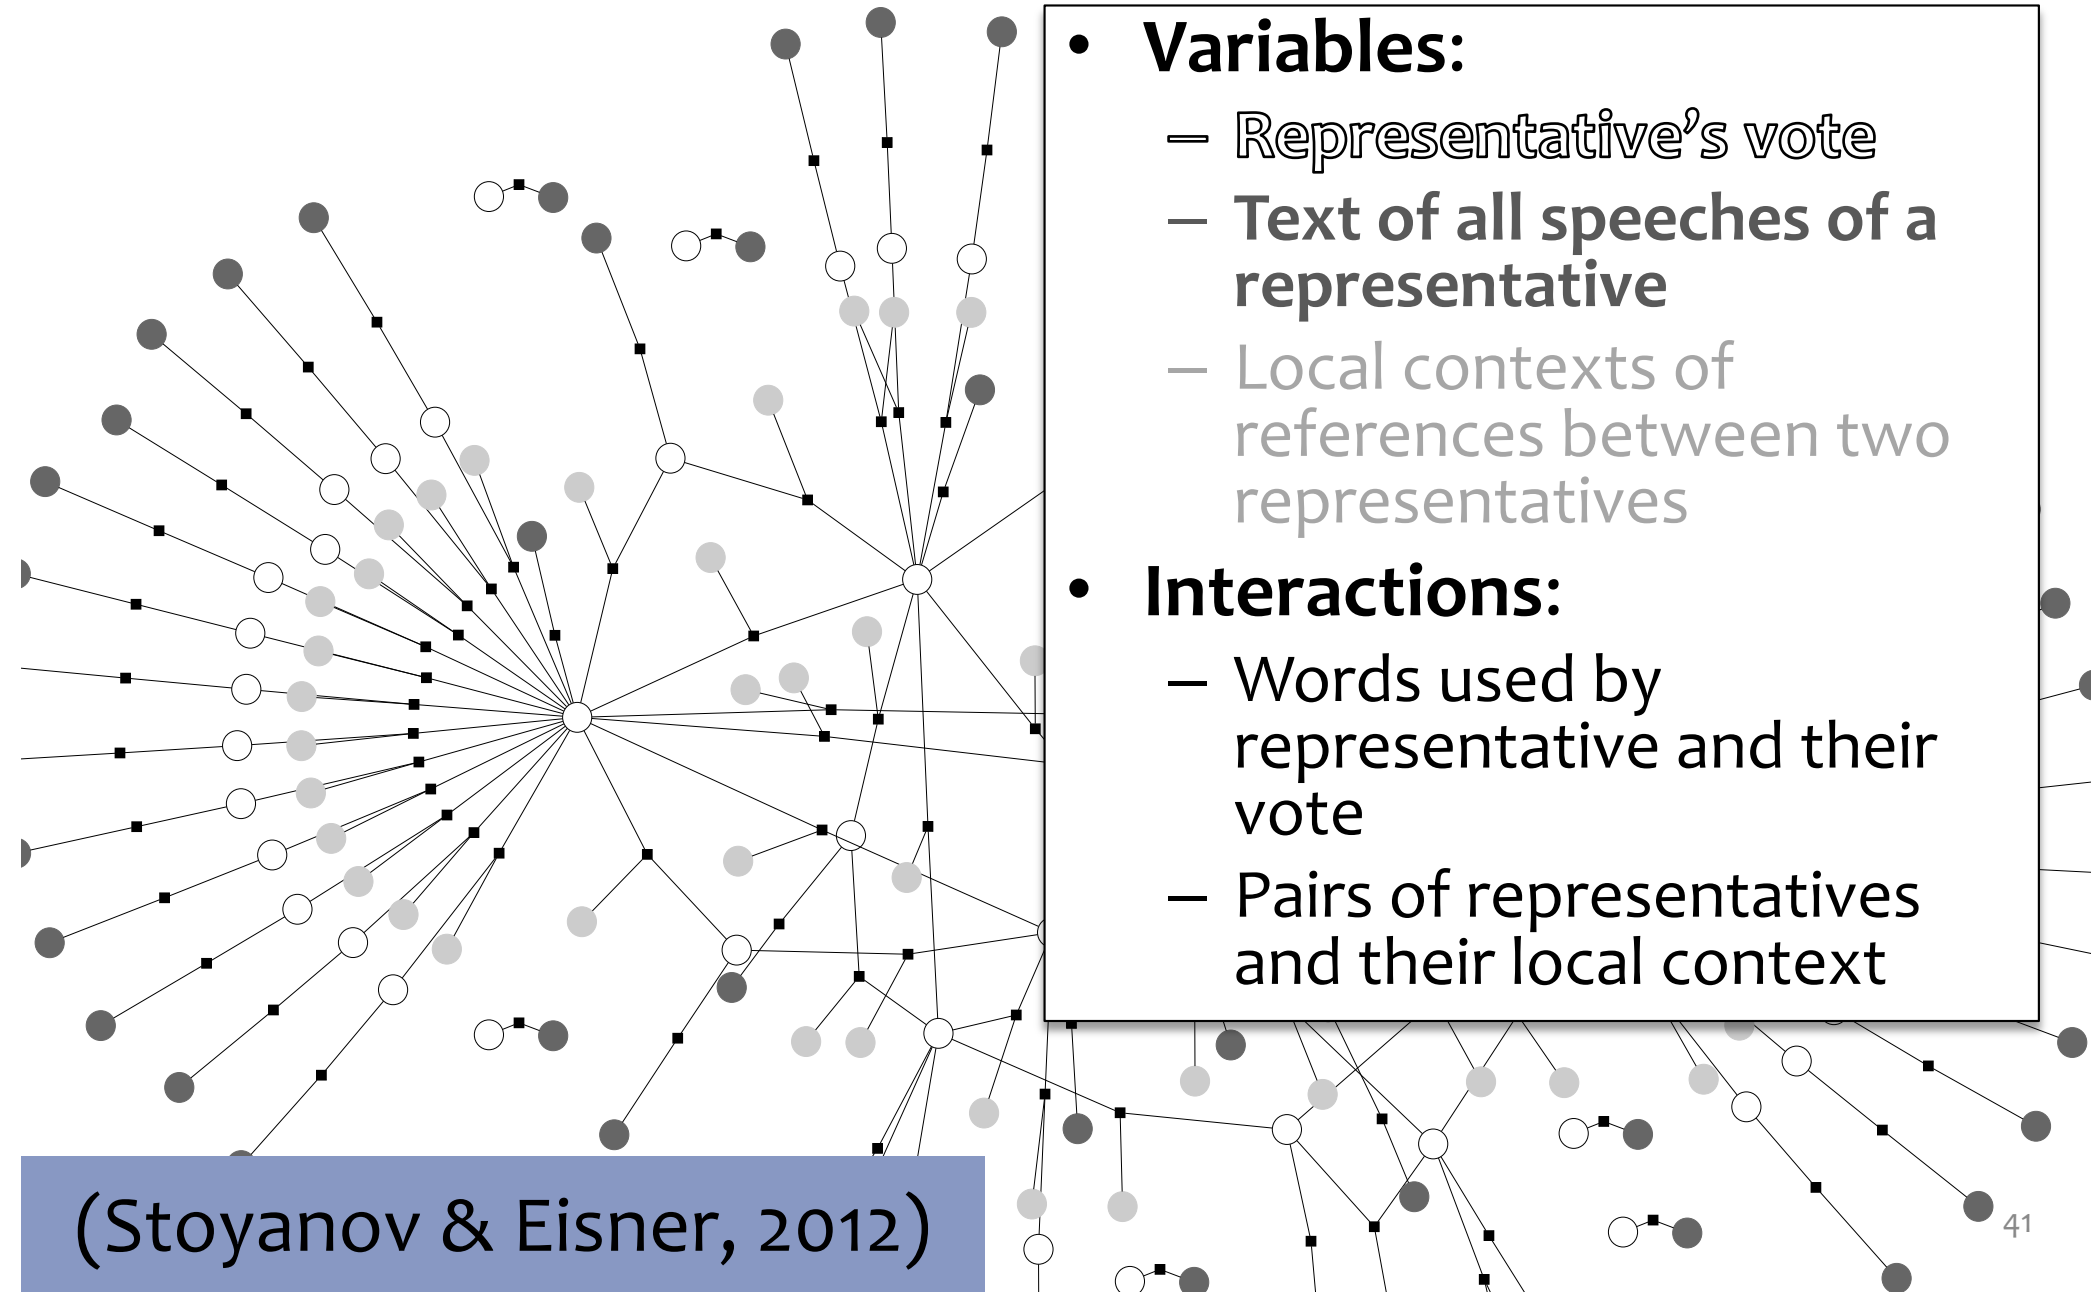 • Variables:
– Representative’s vote
– Text of all speeches of a
representative
– Local contexts of
references between two
representatives
• Interactions:
– Words used by
representative and their
vote
– Pairs of representatives
and their local context
(Stoyanov & Eisner, 2012)
41